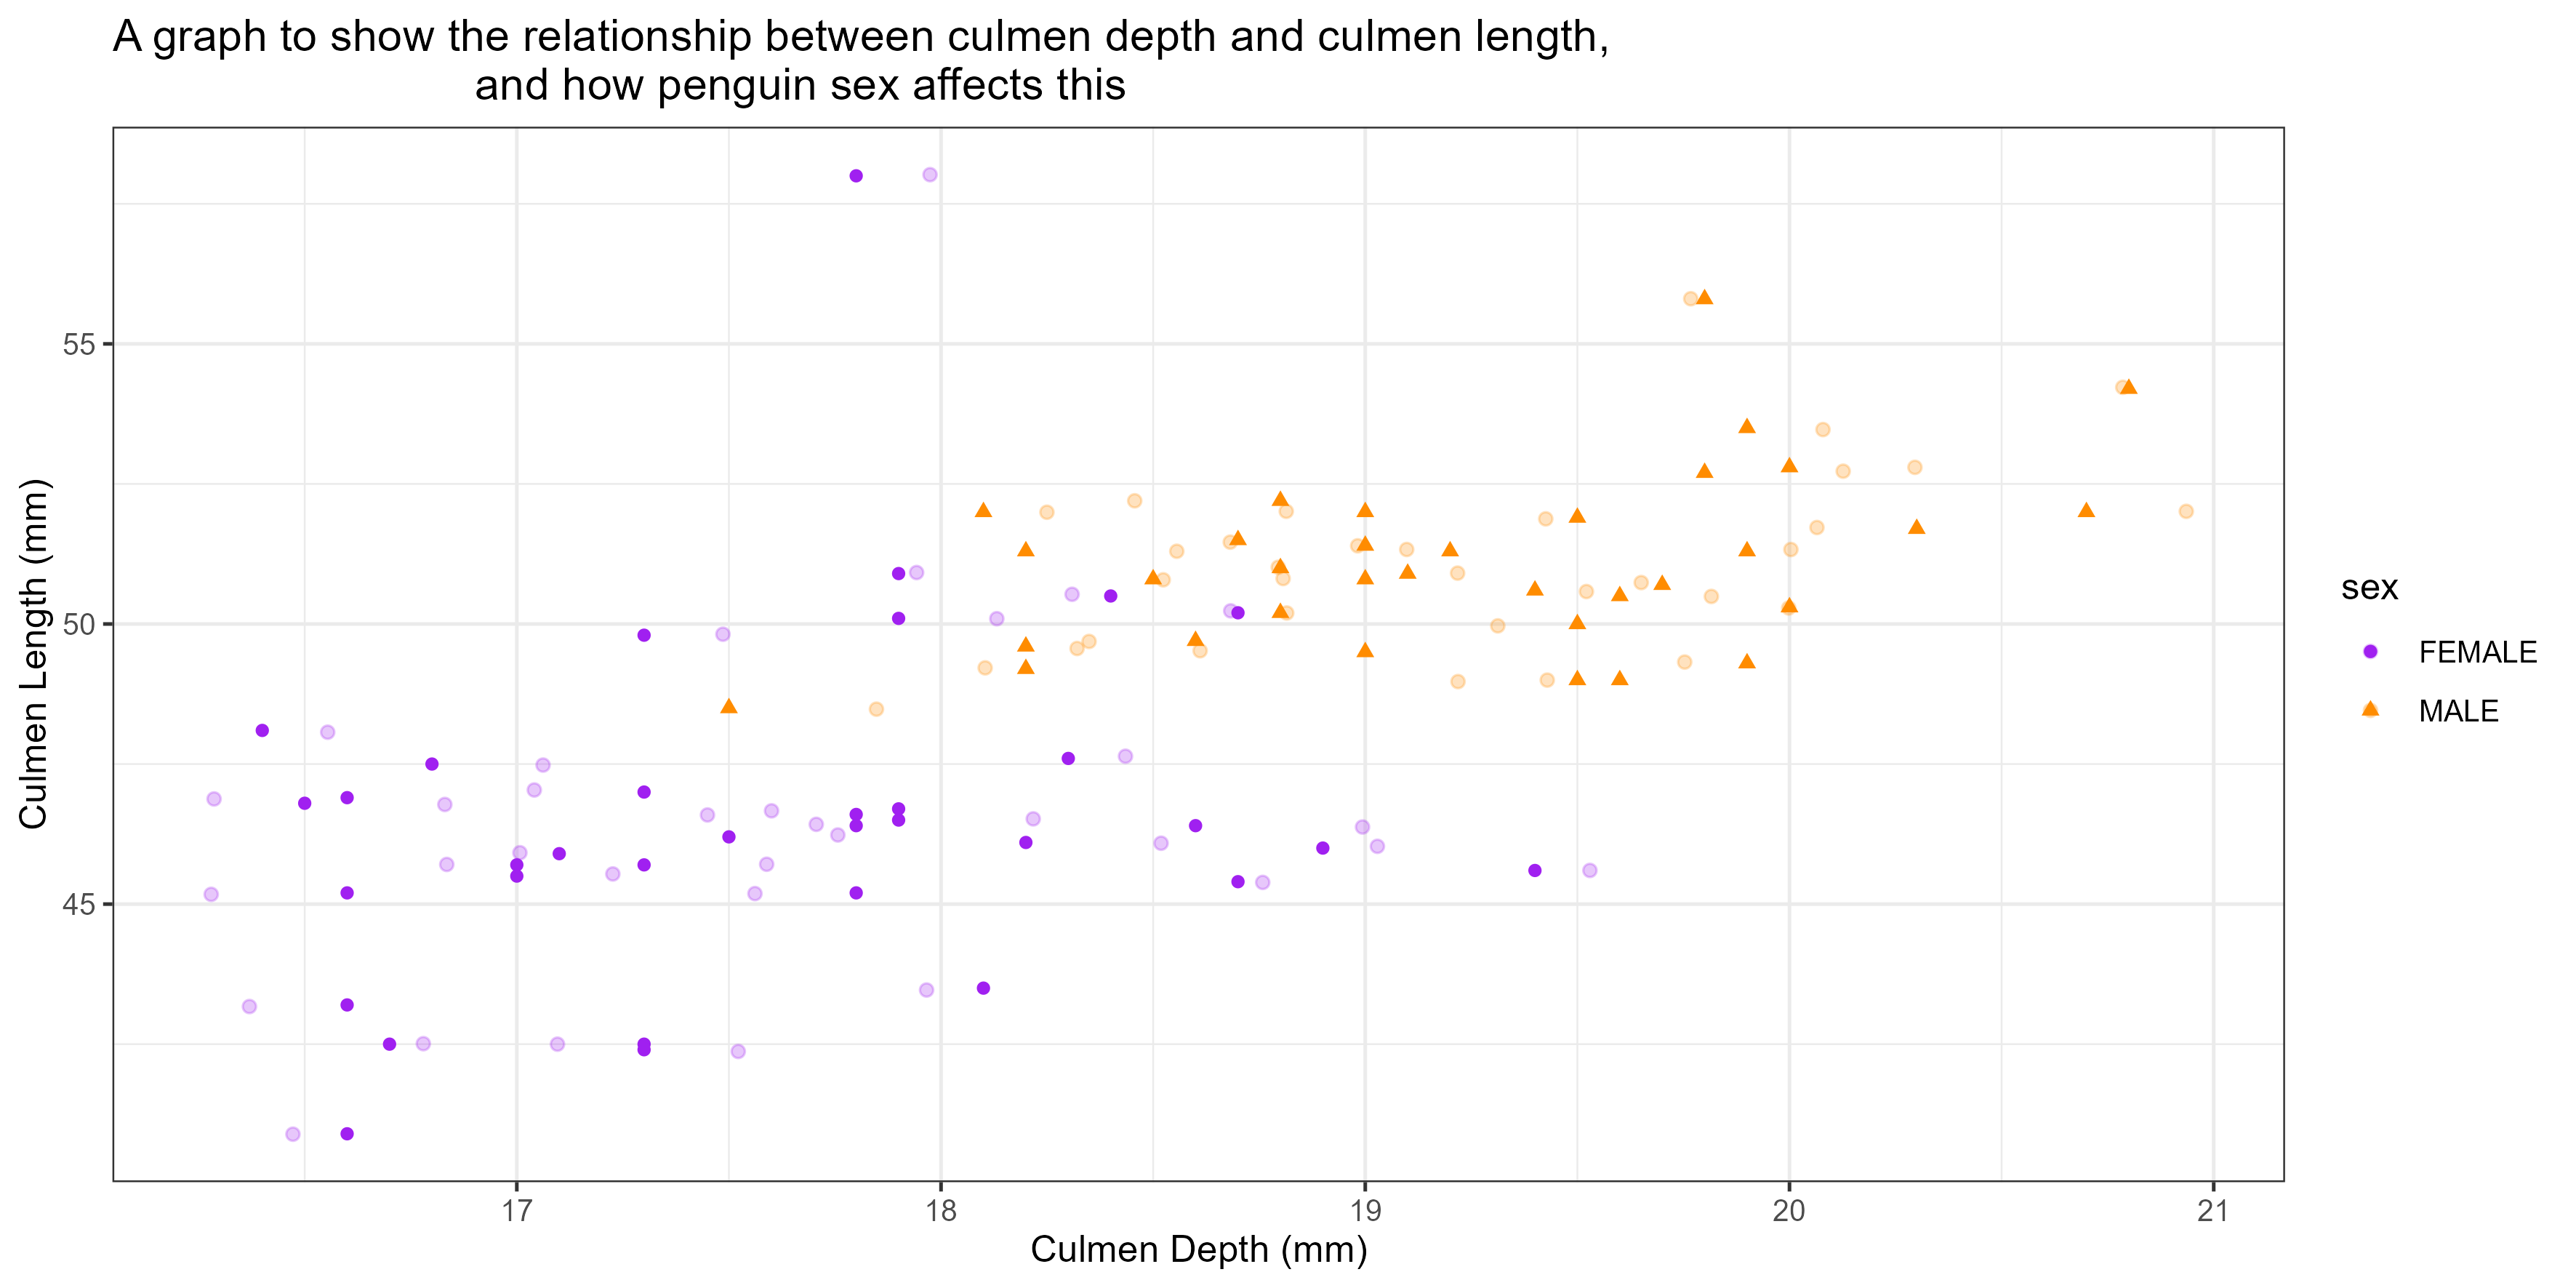 A graph to show the relationship between culmen depth and culmen length,
and how penguin sex affects this
Culmen Length (mm)
55
50
45
17 18 19 20 21
Culmen Depth (mm)
sex
FEMALE
MALE